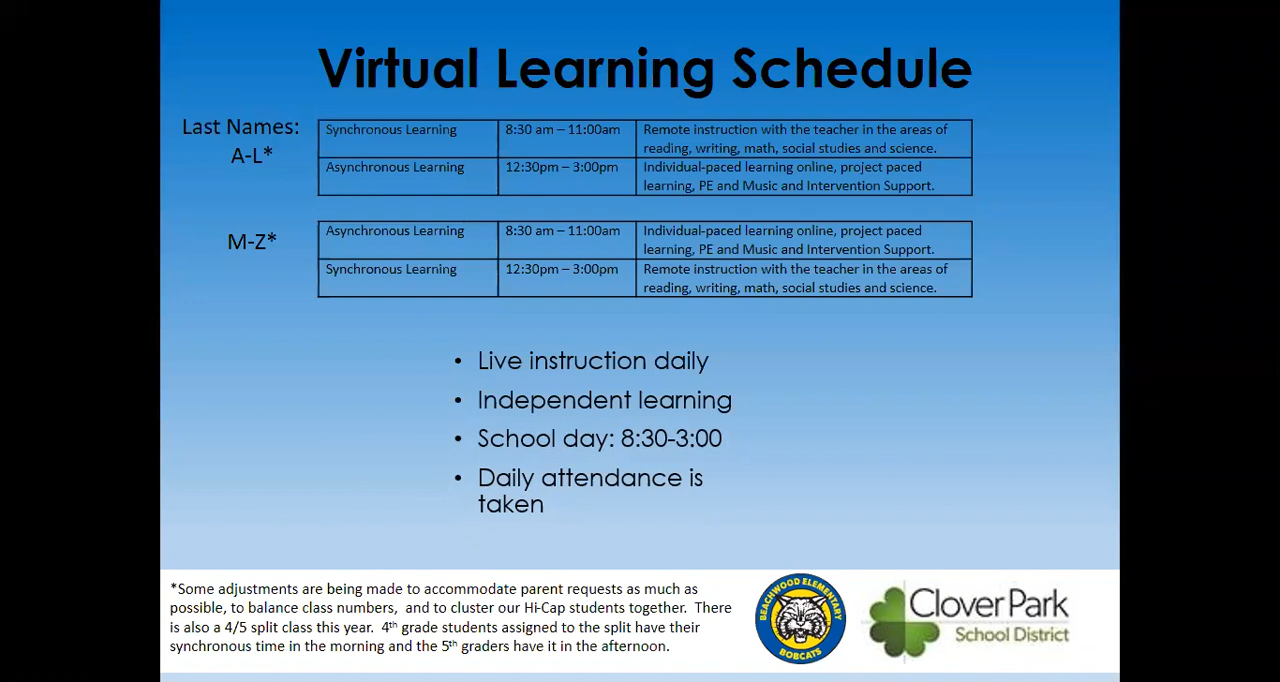 Virtual Learning Schedule
Last Names:
A-L*
Synchronous Learning
8:30 am – 11:00am
Remote instruction with the teacher in the areas of
reading, writing, math, social studies and science.
Asynchronous Learning
12:30pm – 3:00pm
Individual-paced learning online, project paced
learning, PE and Music and Intervention Support.
M-Z*
Asynchronous Learning
8:30 am – 11:00am
Individual-paced learning online, project paced
learning, PE and Music and Intervention Support.
Synchronous Learning
12:30pm – 3:00pm
Remote instruction with the teacher in the areas of
reading, writing, math, social studies and science.
• Live instruction daily
• Independent learning
• School day: 8:30-3:00
• Daily attendance is
taken
*Some adjustments are being made to accommodate parent requests as much as
possible, to balance class numbers, and to cluster our Hi-Cap students together. There
is also a 4/5 split class this year. 4th grade students assigned to the split have their
synchronous time in the morning and the 5th graders have it in the afternoon.
BEACHWOOD ELEMENTARY
BOBCATS
Clover Park
School District